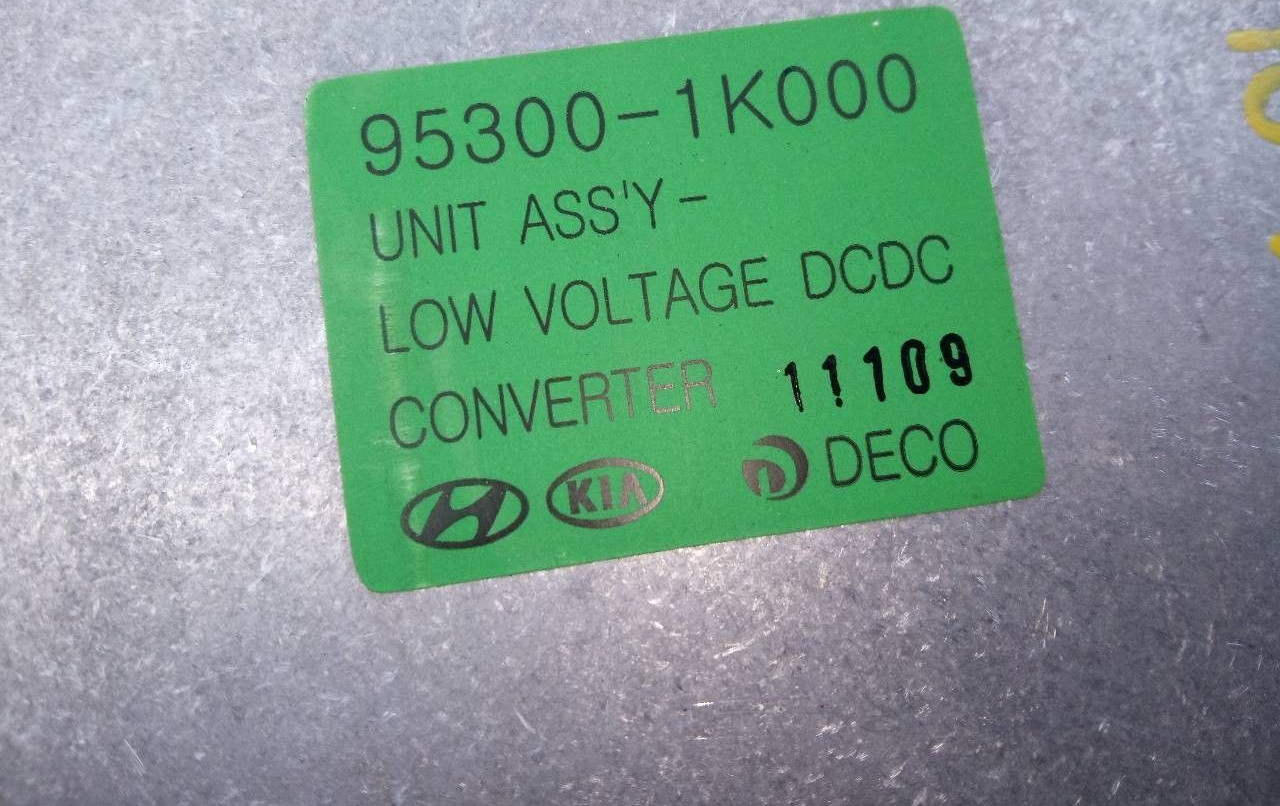 95300-1K000
UNIT ASS'Y-
LOW VOLTAGE DCDC
CONVERTER 11109
KIA DECO